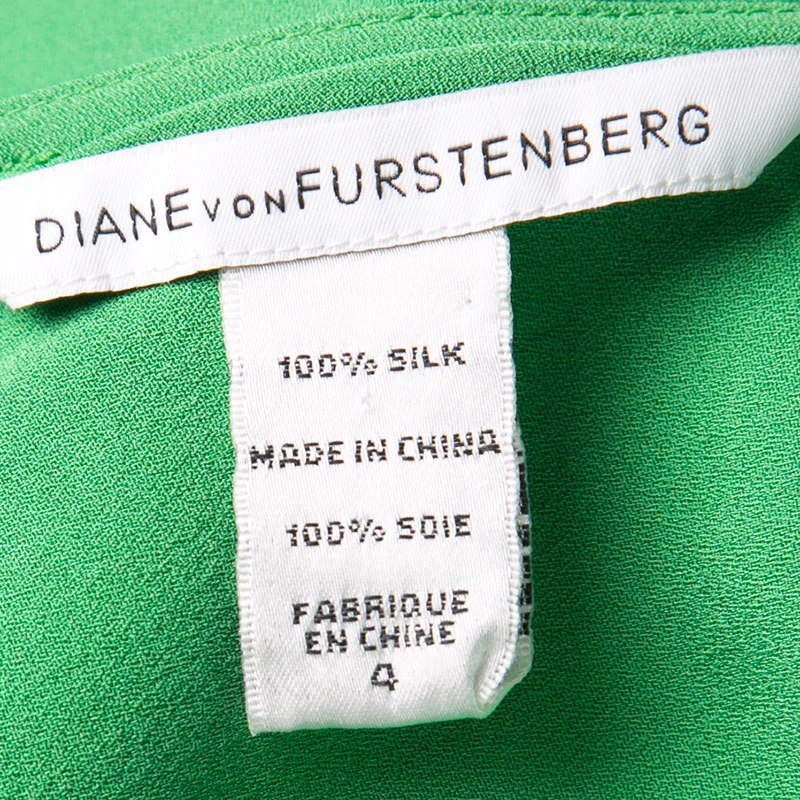 DIANE VON FURSTENBERG
100% SILK
MADE IN CHINA
100% SOIE
FABRIQUE
EN CHINE
4